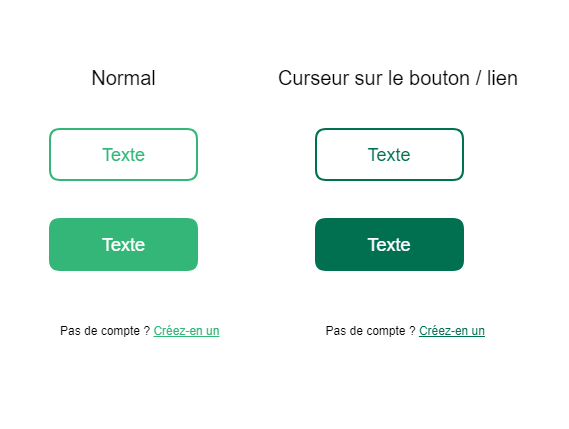 Normal
Curseur sur le bouton / lien
Texte
Texte
Texte
Texte
Pas de compte ? Créez-en un
Pas de compte ? Créez-en un